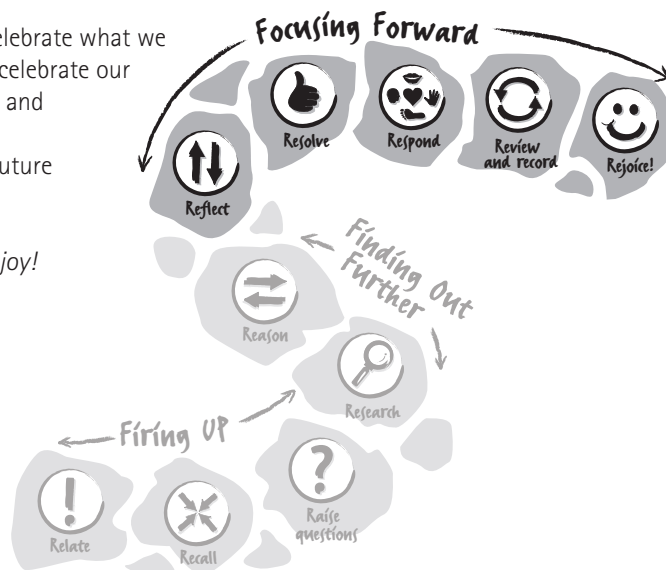 elebrate what we
celebrate our
and
uture
joy!
Focusing Forward
Resolve
Respond
Review
and record
Rejoice!
Reflect
Finding Out
Further
Reason
Research
Firing UP
Raise
questions
Relate
Recall